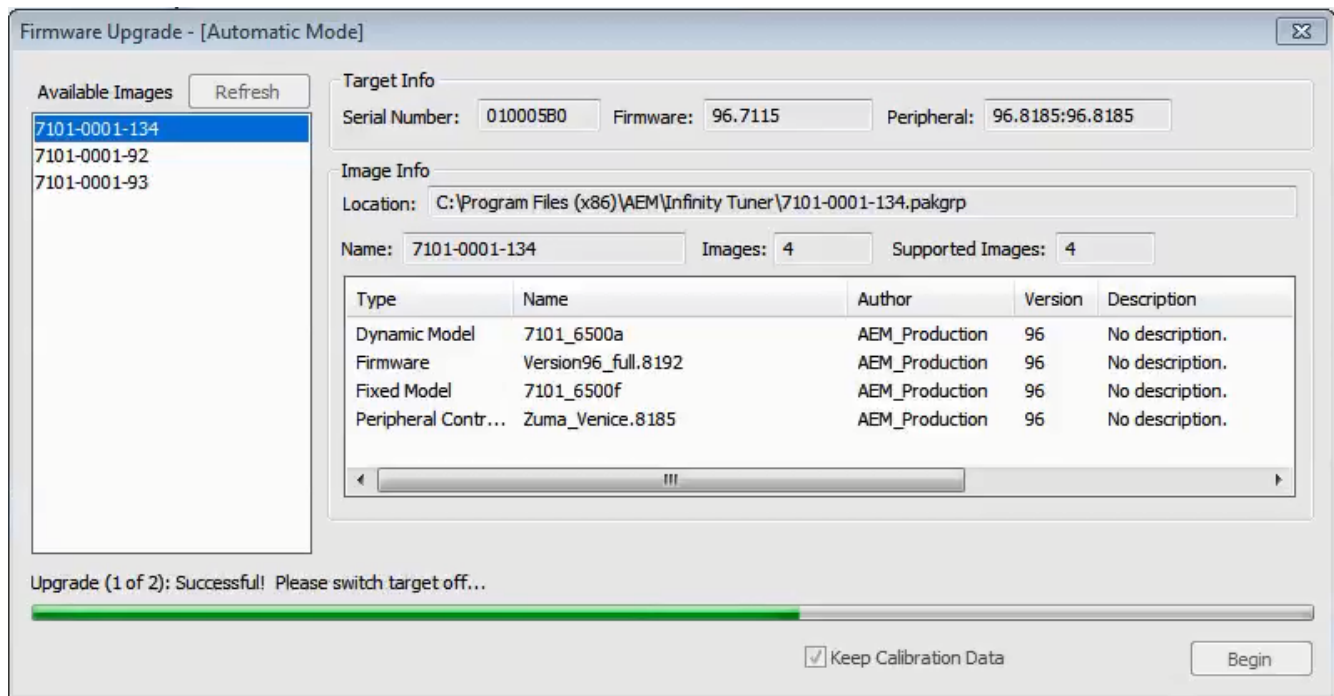 Firmware Upgrade - [Automatic Mode]
Available Images Refresh
7101-0001-134
7101-0001-92
7101-0001-93
Target Info
Serial Number: 010005B0 Firmware: 96.7115 Peripheral: 96.8185:96.8185
Image Info
Location: C:\Program Files (x86)\AEM\Infinity Tuner\7101-0001-134.pakgrp
Name: 7101-0001-134 Images: 4 Supported Images: 4
Type Name Author Version Description
Dynamic Model 7101_6500a AEM_Production 96 No description.
Firmware Version96_full.8192 AEM_Production 96 No description.
Fixed Model 7101_6500f AEM_Production 96 No description.
Peripheral Contr... Zuma_Venice.8185 AEM_Production 96 No description.
Upgrade (1 of 2): Successful! Please switch target off...
Keep Calibration Data Begin